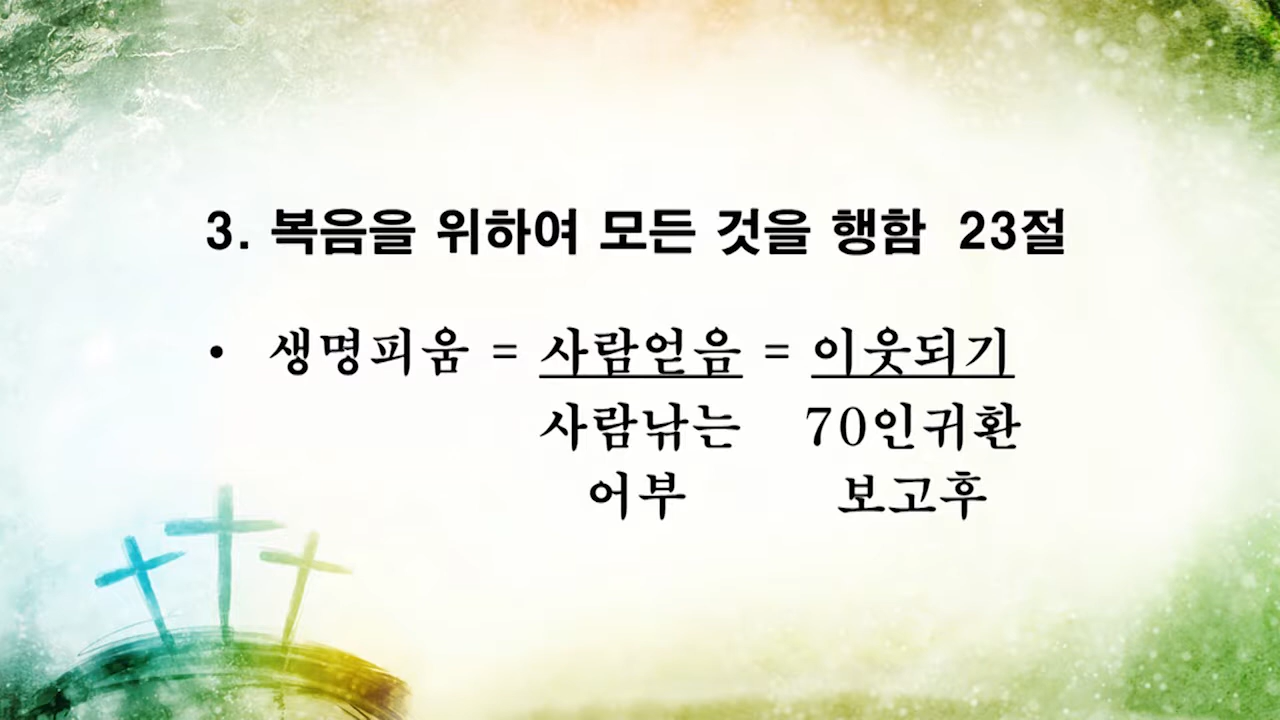 3. 복음을 위하여 모든 것을 행함 23절
• 생명피움 = 사람얻음 = 이웃되기
사람낚는 70인귀환
어부 보고후